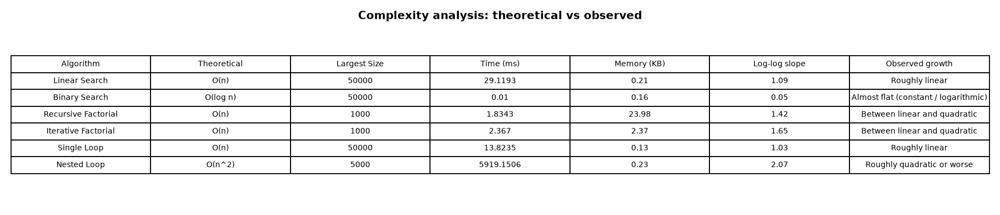 Complexity analysis: theoretical vs observed
Algorithm Theoretical Largest Size Time (ms) Memory (KB) Log-log slope Observed growth
Linear Search O(n) 50000 29.1193 0.21 1.09 Roughly linear
Binary Search O(log n) 50000 0.01 0.16 0.05 Almost flat (constant / logarithmic)
Recursive Factorial O(n) 1000 1.8343 23.98 1.42 Between linear and quadratic
Iterative Factorial O(n) 1000 2.367 2.37 1.65 Between linear and quadratic
Single Loop O(n) 50000 13.8235 0.13 1.03 Roughly linear
Nested Loop O(n^2) 5000 5919.1506 0.23 2.07 Roughly quadratic or worse